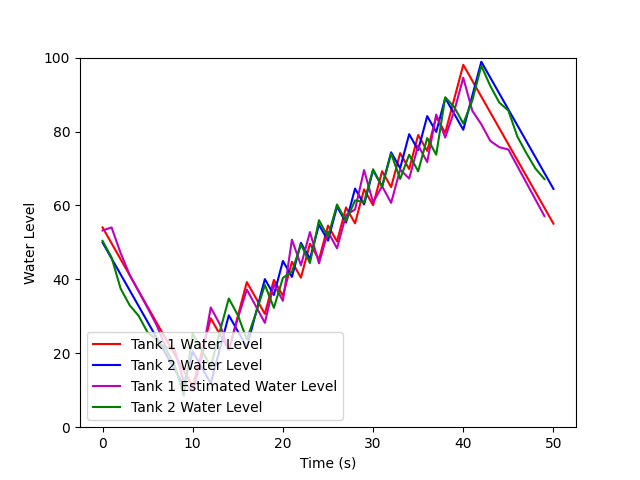 100
80
60
40
20
0
Water Level
Tank 1 Water Level
Tank 2 Water Level
Tank 1 Estimated Water Level
Tank 2 Water Level
0 10 20 30 40 50
Time (s)